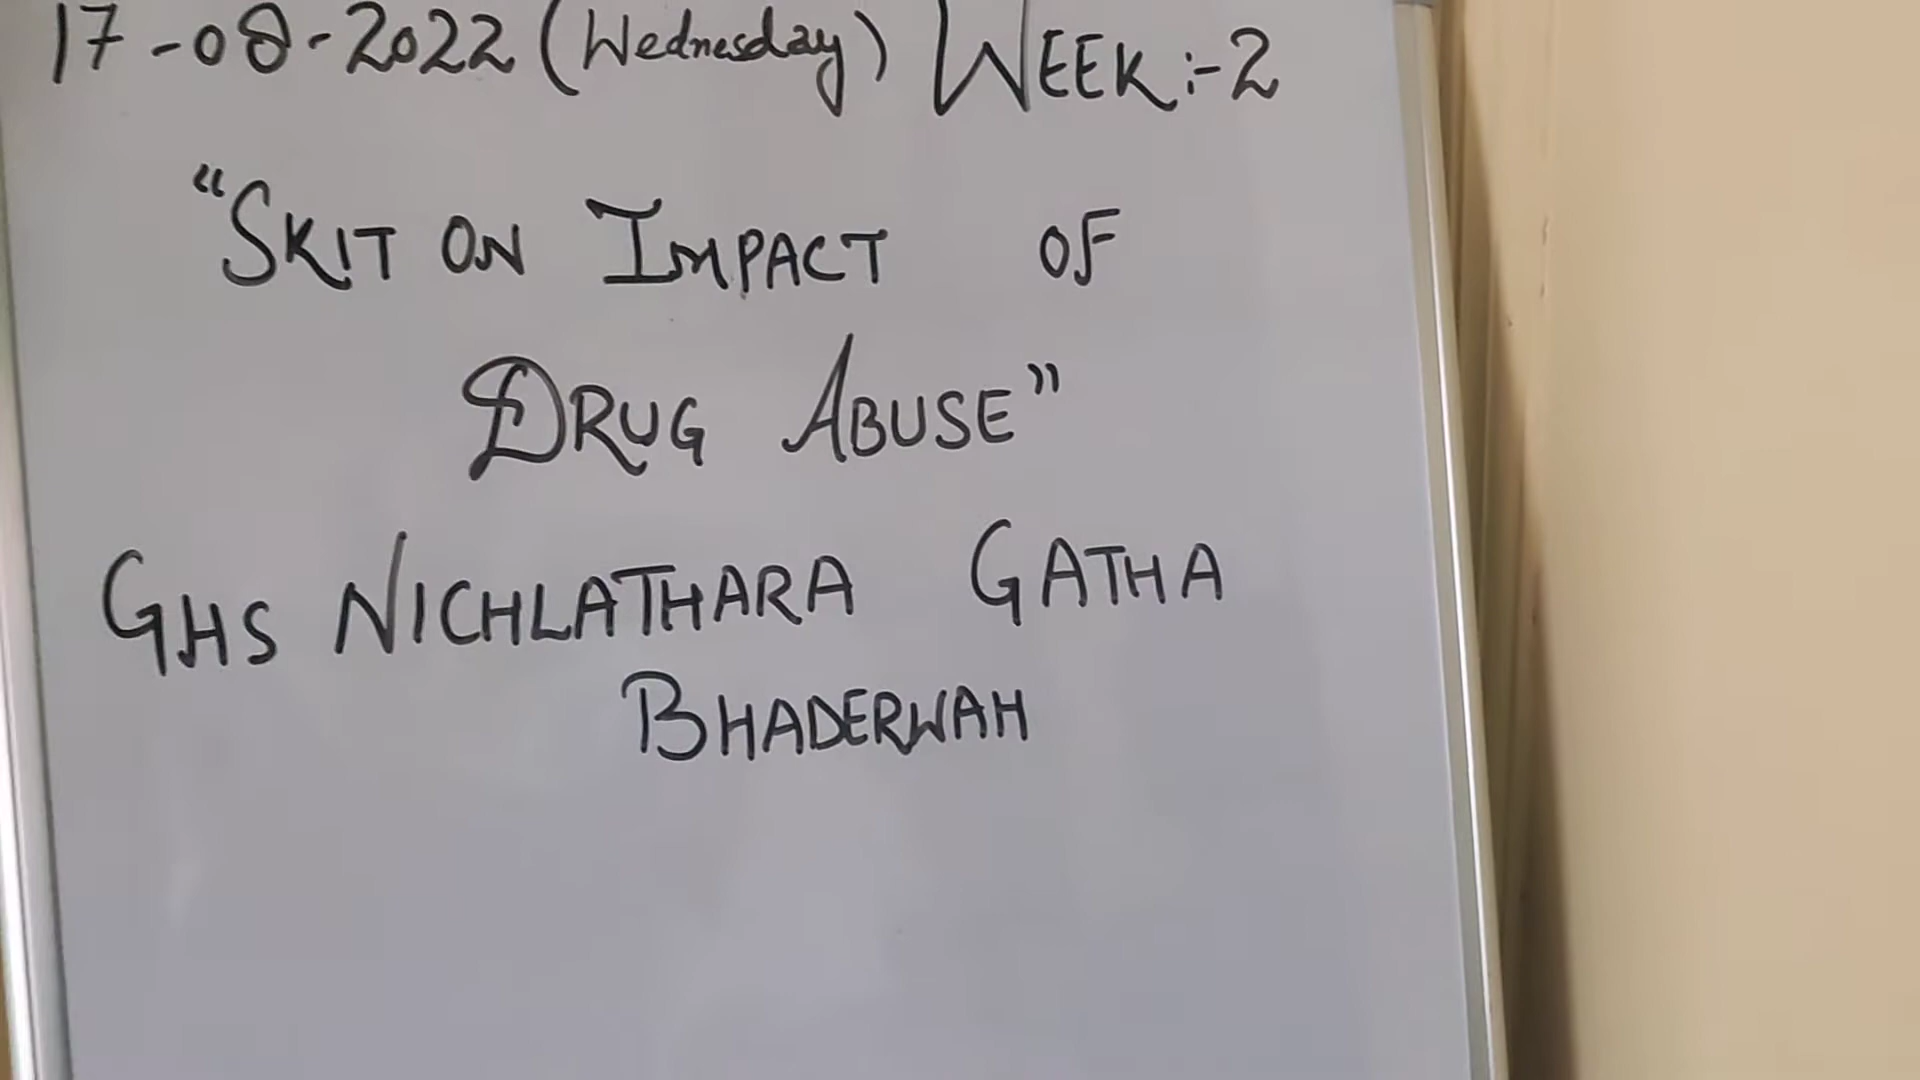 17-08-2022 (Wednesday) WEEK:-2
"SKIT ON IMPACT OF
DRUG ABUSE"
GHS NICHLATHARA GATHA
BHADERWAH